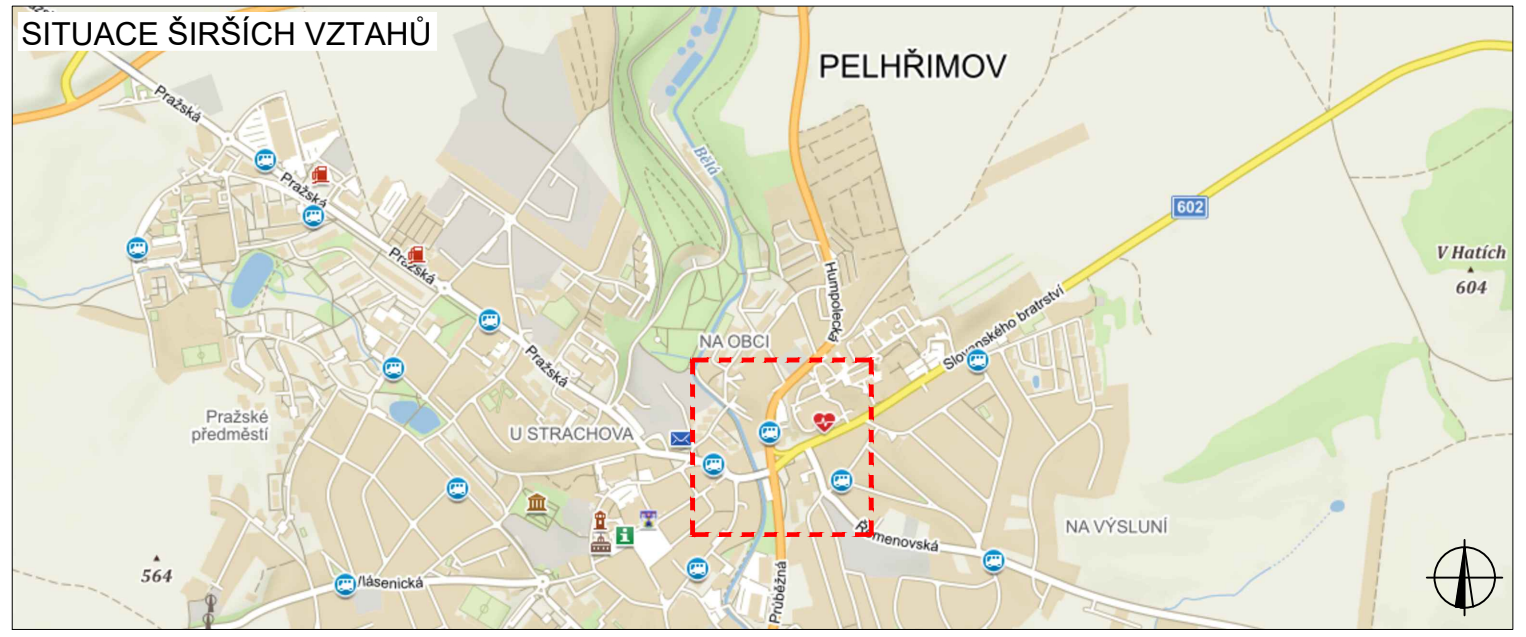 SITUACE ŠIRŠÍCH VZTAHŮ
PELHŘIMOV
Pražská
Bělá
Pražská
602
V Hatích
604
Pražská
Humpolecká
Slovanského bratrství
NA OBCI
Pražská
Pražské
předměstí
U STRACHOVA
NA VÝSLUNÍ
Řemenovská
564
Vlásenická
Průběžná